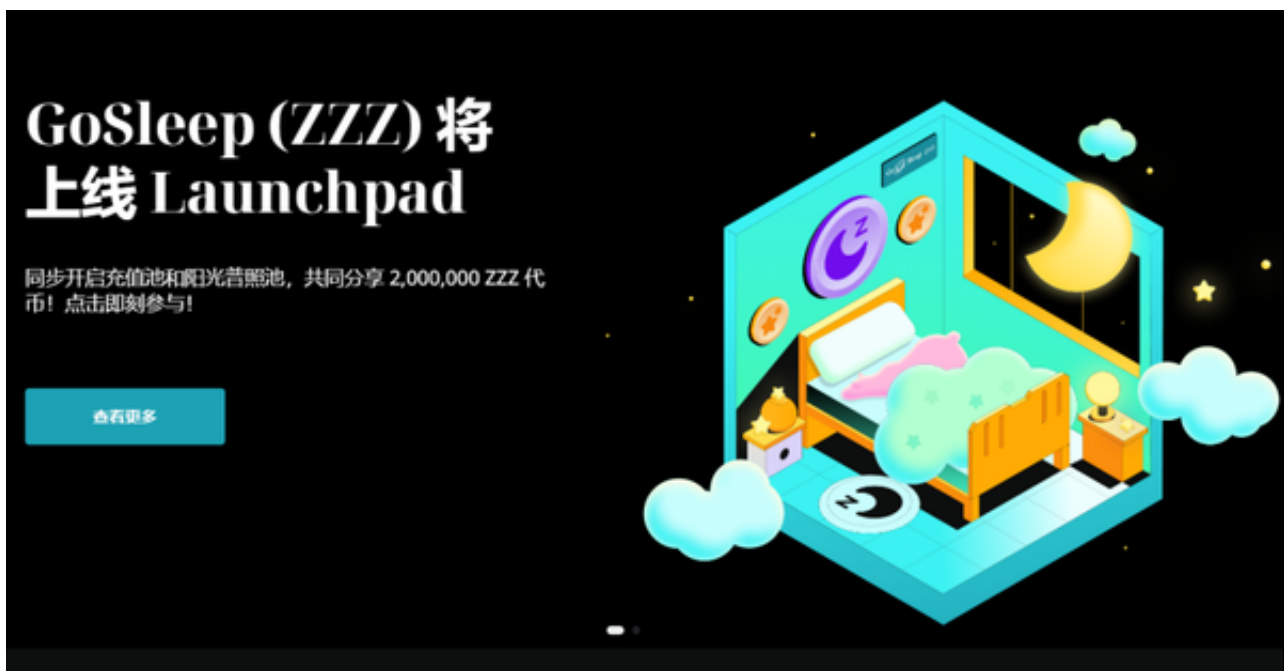 GoSleep (ZZZ) 将
上线 Launchpad
同步开启充值池和阳光普照池，共同分享 2,000,000 ZZZ 代
币！点击即刻参与！
查看更多
Z
Z